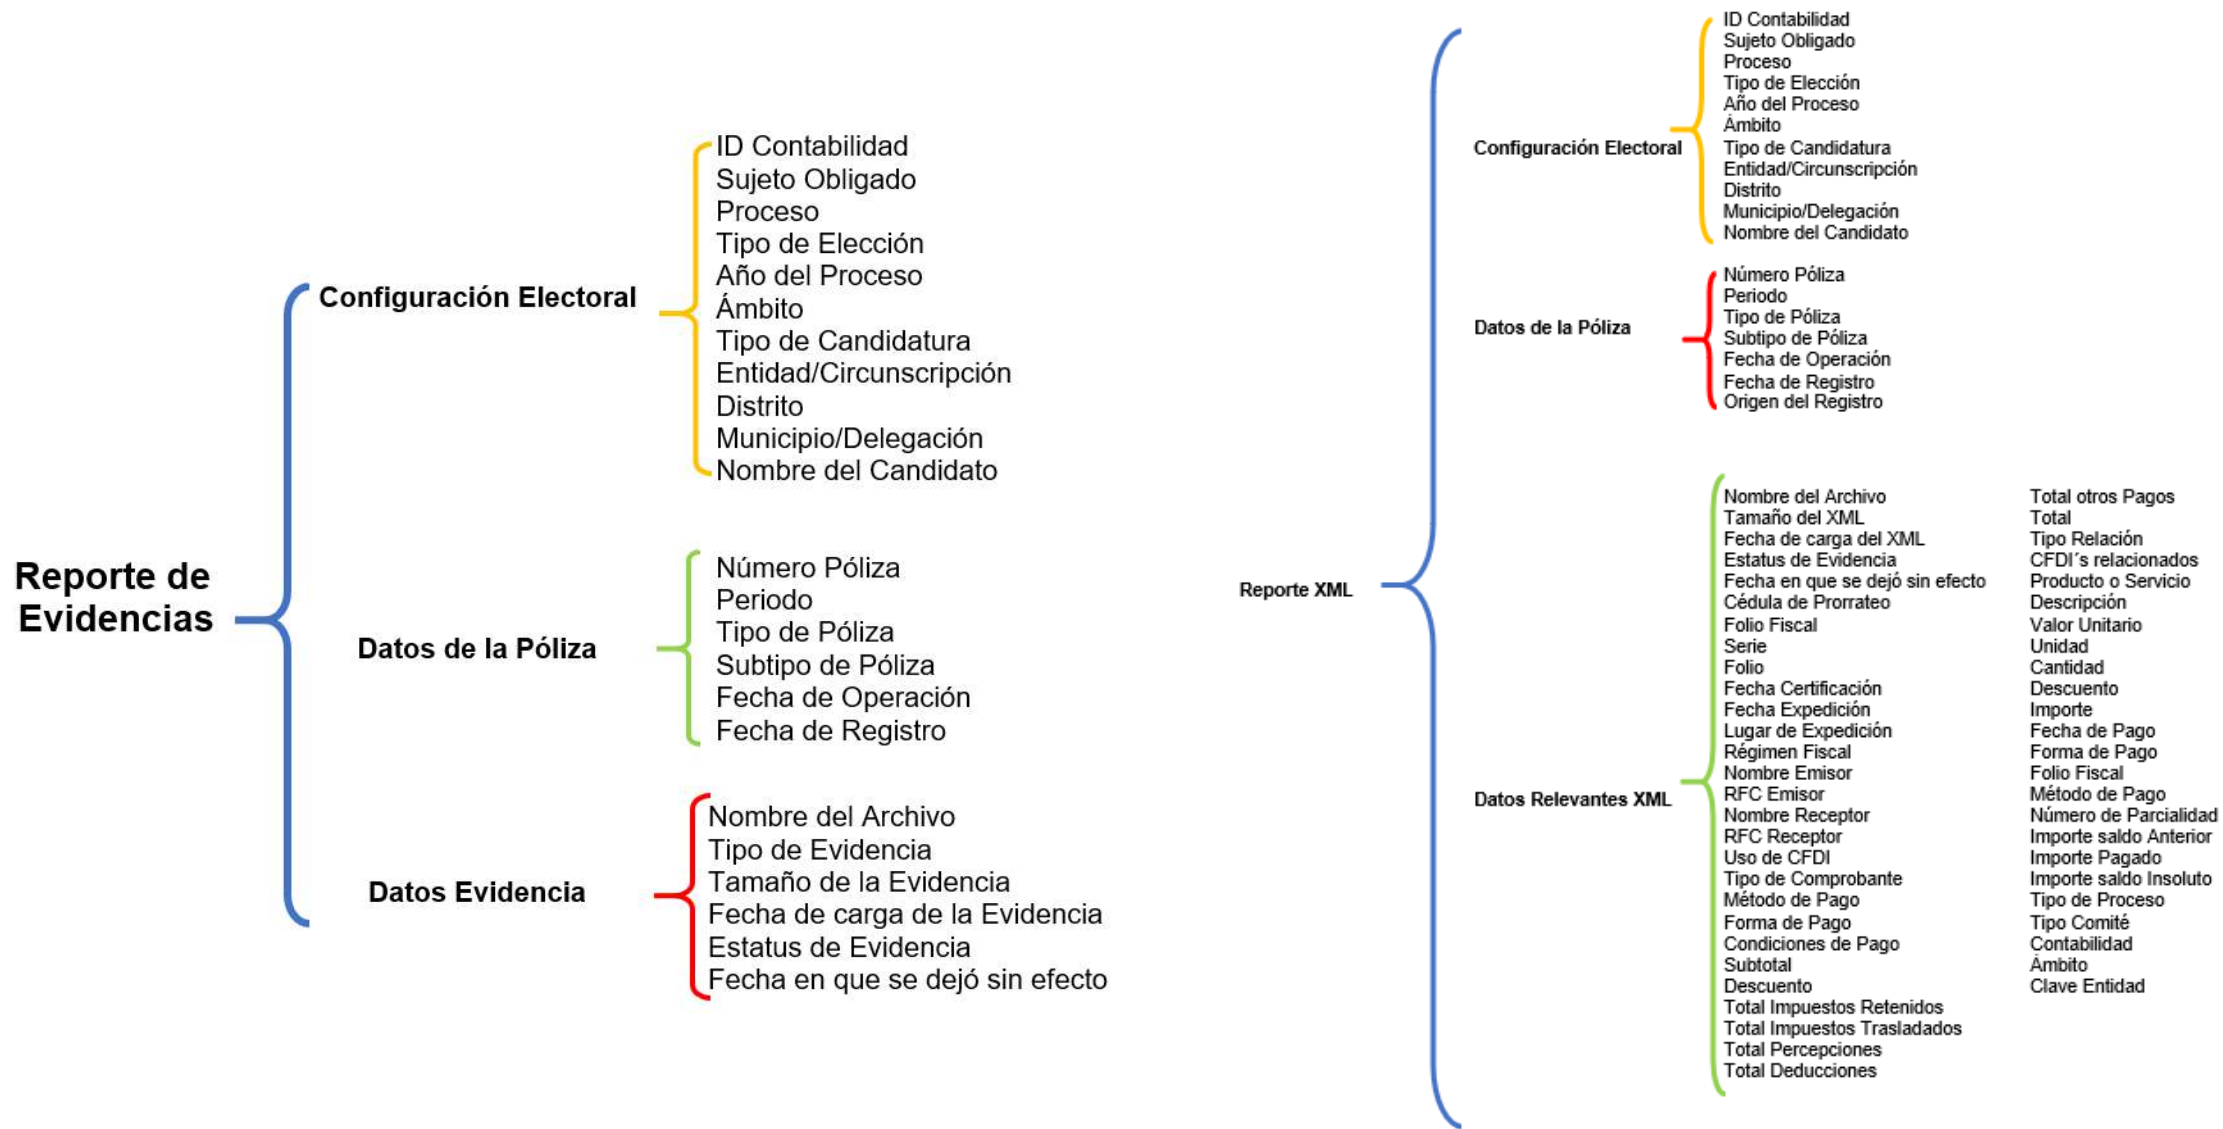 Reporte de
Evidencias
Configuración Electoral
ID Contabilidad
Sujeto Obligado
Proceso
Tipo de Elección
Año del Proceso
Ámbito
Tipo de Candidatura
Entidad/Circunscripción
Distrito
Municipio/Delegación
Nombre del Candidato
Datos de la Póliza
Número Póliza
Periodo
Tipo de Póliza
Subtipo de Póliza
Fecha de Operación
Fecha de Registro
Datos Evidencia
Nombre del Archivo
Tipo de Evidencia
Tamaño de la Evidencia
Fecha de carga de la Evidencia
Estatus de Evidencia
Fecha en que se dejó sin efecto
Reporte XML
Configuración Electoral
ID Contabilidad
Sujeto Obligado
Proceso
Tipo de Elección
Año del Proceso
Ámbito
Tipo de Candidatura
Entidad/Circunscripción
Distrito
Municipio/Delegación
Nombre del Candidato
Datos de la Póliza
Número Póliza
Periodo
Tipo de Póliza
Subtipo de Póliza
Fecha de Operación
Fecha de Registro
Origen del Registro
Datos Relevantes XML
Nombre del Archivo
Tamaño del XML
Fecha de carga del XML
Estatus de Evidencia
Fecha en que se dejó sin efecto
Cédula de Prorrateo
Folio Fiscal
Serie
Folio
Fecha Certificación
Fecha Expedición
Lugar de Expedición
Régimen Fiscal
Nombre Emisor
RFC Emisor
Nombre Receptor
RFC Receptor
Uso de CFDI
Tipo de Comprobante
Método de Pago
Forma de Pago
Condiciones de Pago
Subtotal
Descuento
Total Impuestos Retenidos
Total Impuestos Trasladados
Total Percepciones
Total Deducciones
Total otros Pagos
Total
Tipo Relación
CFDI´s relacionados
Producto o Servicio
Descripción
Valor Unitario
Unidad
Cantidad
Descuento
Importe
Fecha de Pago
Forma de Pago
Folio Fiscal
Método de Pago
Número de Parcialidad
Importe saldo Anterior
Importe Pagado
Importe saldo Insoluto
Tipo de Proceso
Tipo Comité
Contabilidad
Ámbito
Clave Entidad